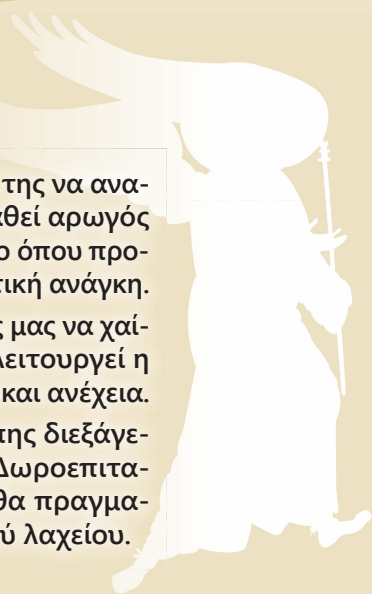 της να ανα-
αθεί αρωγός
ο όπου προ-
τική ανάγκη.
ς μας να χαί-
λειτουργεί η
και ανέχεια.
της διεξάγε-
Δωροεπιτα-
θα πραγμα-
ύ λαχείου.